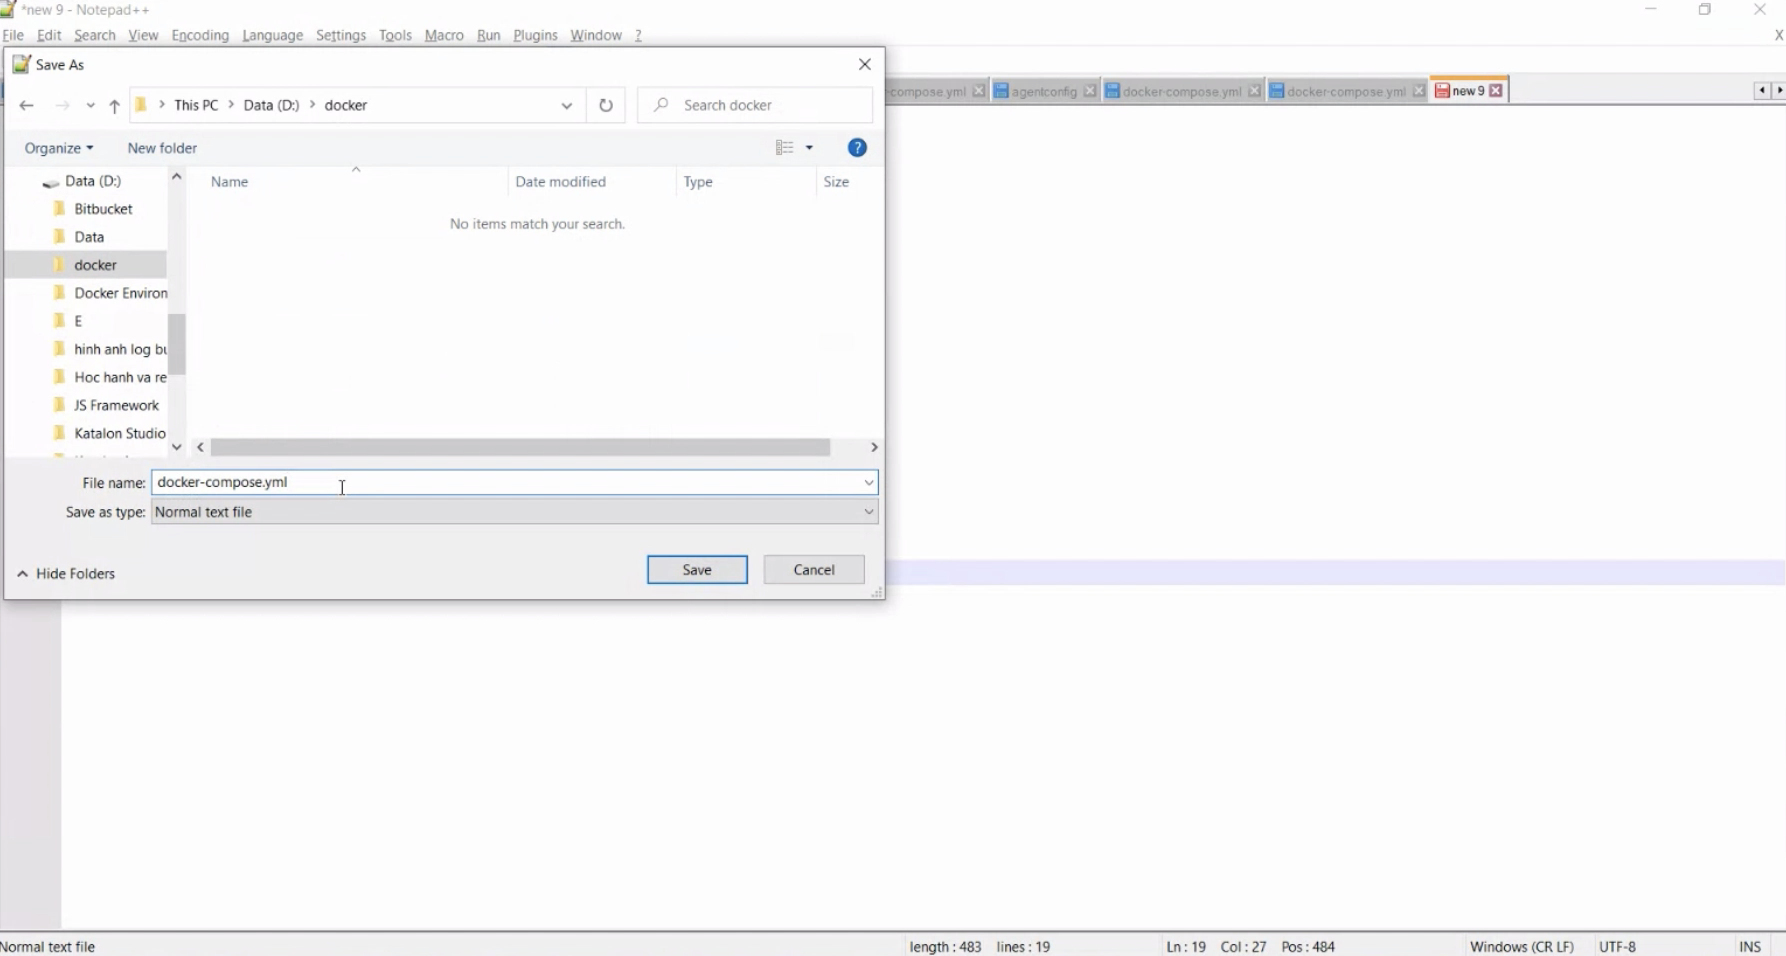 *new 9 - Notepad++
File Edit Search View Encoding Language Settings Tools Macro Run Plugins Window ?
X
Save As
-compose.yml agentconfig docker-compose.yml docker-compose.yml new 9
This PC > Data (D:) > docker
Search docker
Organize New folder
Name Date modified Type Size
No items match your search.
Data (D:)
Bitbucket
Data
docker
Docker Environ
E
hinh anh log bu
Hoc hanh va re
JS Framework
Katalon Studio
File name: docker-compose.yml
Save as type: Normal text file
Hide Folders
Save Cancel
Normal text file length : 483 lines : 19 Ln : 19 Col : 27 Pos : 484 Windows (CR LF) UTF-8 INS